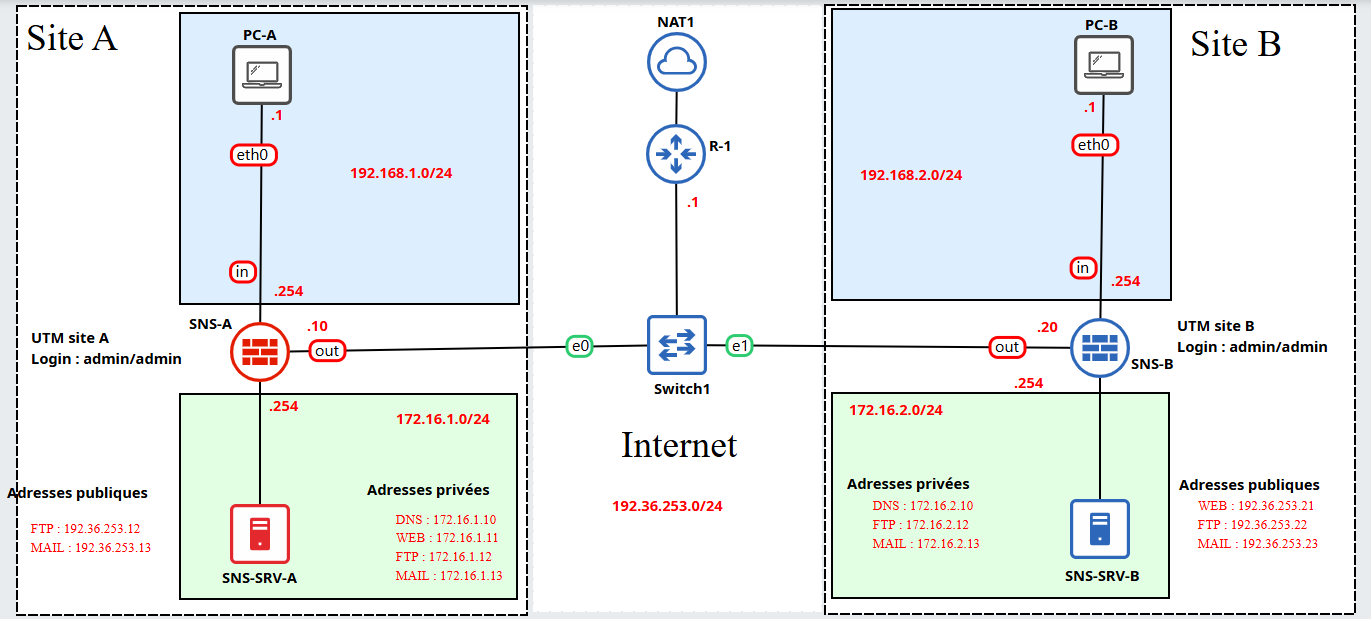 Site A
PC-A
.1
eth0
192.168.1.0/24
in
.254
SNS-A
UTM site A
Login : admin/admin
.10
out
.254
172.16.1.0/24
Adresses publiques
FTP : 192.36.253.12
MAIL : 192.36.253.13
Adresses privées
DNS : 172.16.1.10
WEB : 172.16.1.11
FTP : 172.16.1.12
MAIL : 172.16.1.13
SNS-SRV-A
NAT1
R-1
.1
e0
e1
Switch1
Internet
192.36.253.0/24
Site B
PC-B
.1
eth0
192.168.2.0/24
in
.254
.20
out
UTM site B
Login : admin/admin
SNS-B
.254
172.16.2.0/24
Adresses privées
DNS : 172.16.2.10
FTP : 172.16.2.12
MAIL : 172.16.2.13
Adresses publiques
WEB : 192.36.253.21
FTP : 192.36.253.22
MAIL : 192.36.253.23
SNS-SRV-B